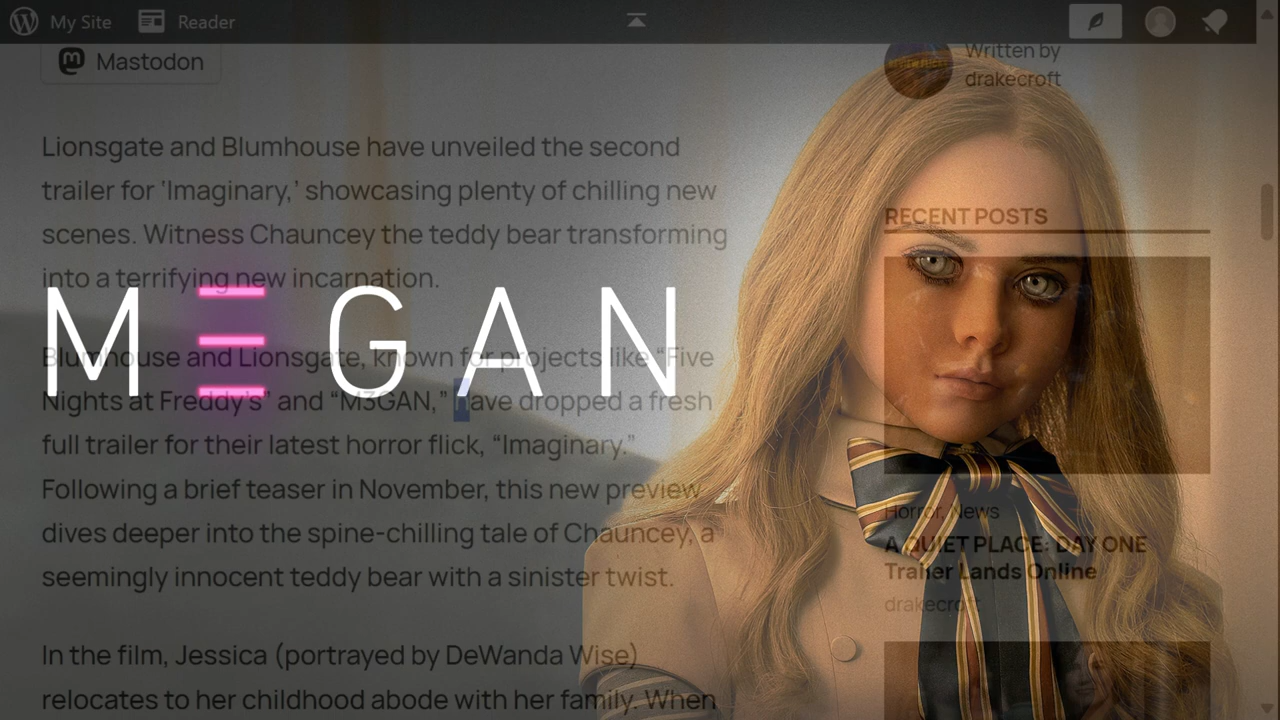 My Site
Reader
Mastodon
Written by
drakecroft
Lionsgate and Blumhouse have unveiled the second
trailer for ‘Imaginary,’ showcasing plenty of chilling new
scenes. Witness Chauncey the teddy bear transforming
into a terrifying new incarnation.
MEGAN
Blumhouse and Lionsgate, known for projects like “Five
Nights at Freddy’s” and “M3GAN,” have dropped a fresh
full trailer for their latest horror flick, “Imaginary.”
Following a brief teaser in November, this new preview
dives deeper into the spine-chilling tale of Chauncey, a
seemingly innocent teddy bear with a sinister twist.
In the film, Jessica (portrayed by DeWanda Wise)
relocates to her childhood abode with her family. When
RECENT POSTS
Horror, News
A QUIET PLACE: DAY ONE
Trailer Lands Online
drakecroft